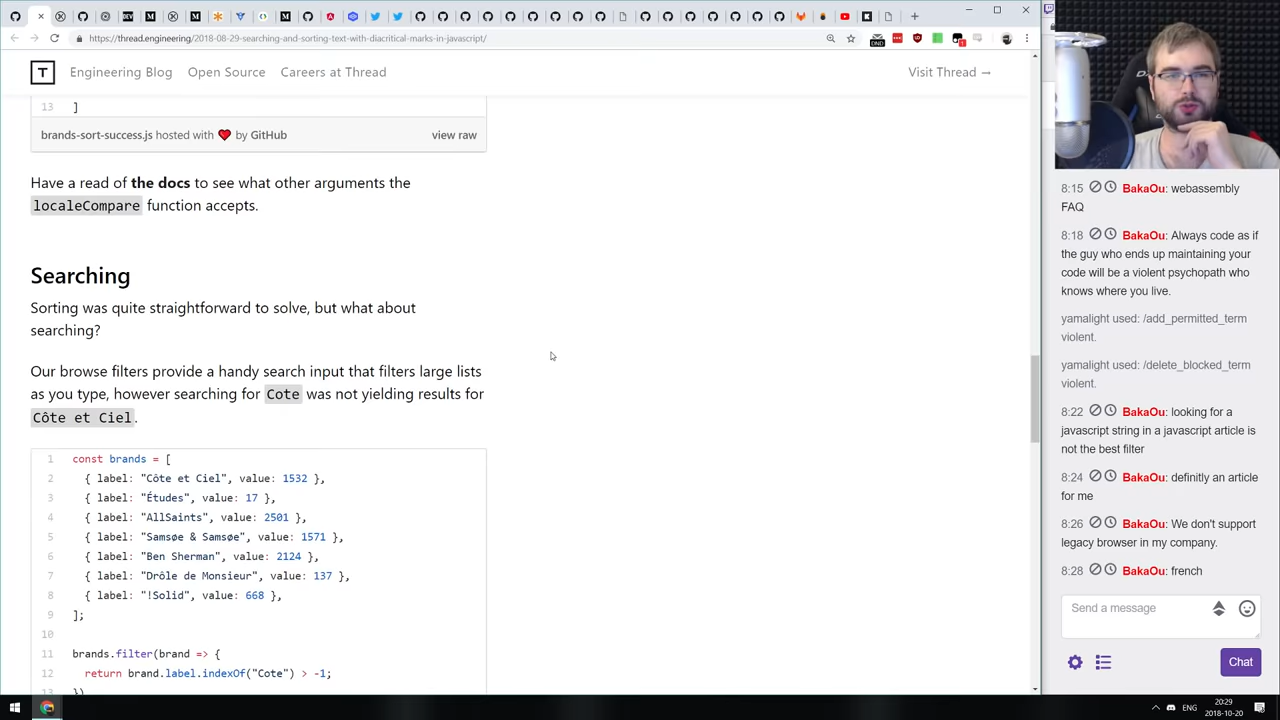 https://thread.engineering/2018-08-29-searching-and-sorting-text-with-diacritical-marks-in-javascript/
DND
T
Engineering Blog
Open Source
Careers at Thread
Visit Thread →
13 ]
brands-sort-success.js hosted with ❤ by GitHub
view raw
Have a read of the docs to see what other arguments the
localeCompare function accepts.
Searching
Sorting was quite straightforward to solve, but what about
searching?
Our browse filters provide a handy search input that filters large lists
as you type, however searching for Cote was not yielding results for
Côte et Ciel.
1 const brands = [
2 { label: "Côte et Ciel", value: 1532 },
3 { label: "Études", value: 17 },
4 { label: "AllSaints", value: 2501 },
5 { label: "Samsøe & Samsøe", value: 1571 },
6 { label: "Ben Sherman", value: 2124 },
7 { label: "Drôle de Monsieur", value: 137 },
8 { label: "!Solid", value: 668 },
9 ];
10
11 brands.filter(brand => {
12 return brand.label.indexOf("Cote") > -1;
13 })
8:15 BakaOu: webassembly
FAQ
8:18 BakaOu: Always code as if
the guy who ends up maintaining your
code will be a violent psychopath who
knows where you live.
yamalight used: /add_permitted_term
violent.
yamalight used: /delete_blocked_term
violent.
8:22 BakaOu: looking for a
javascript string in a javascript article is
not the best filter
8:24 BakaOu: definitly an article
for me
8:26 BakaOu: We don't support
legacy browser in my company.
8:28 BakaOu: french
Send a message
Chat
ENG
20:29
2018-10-20